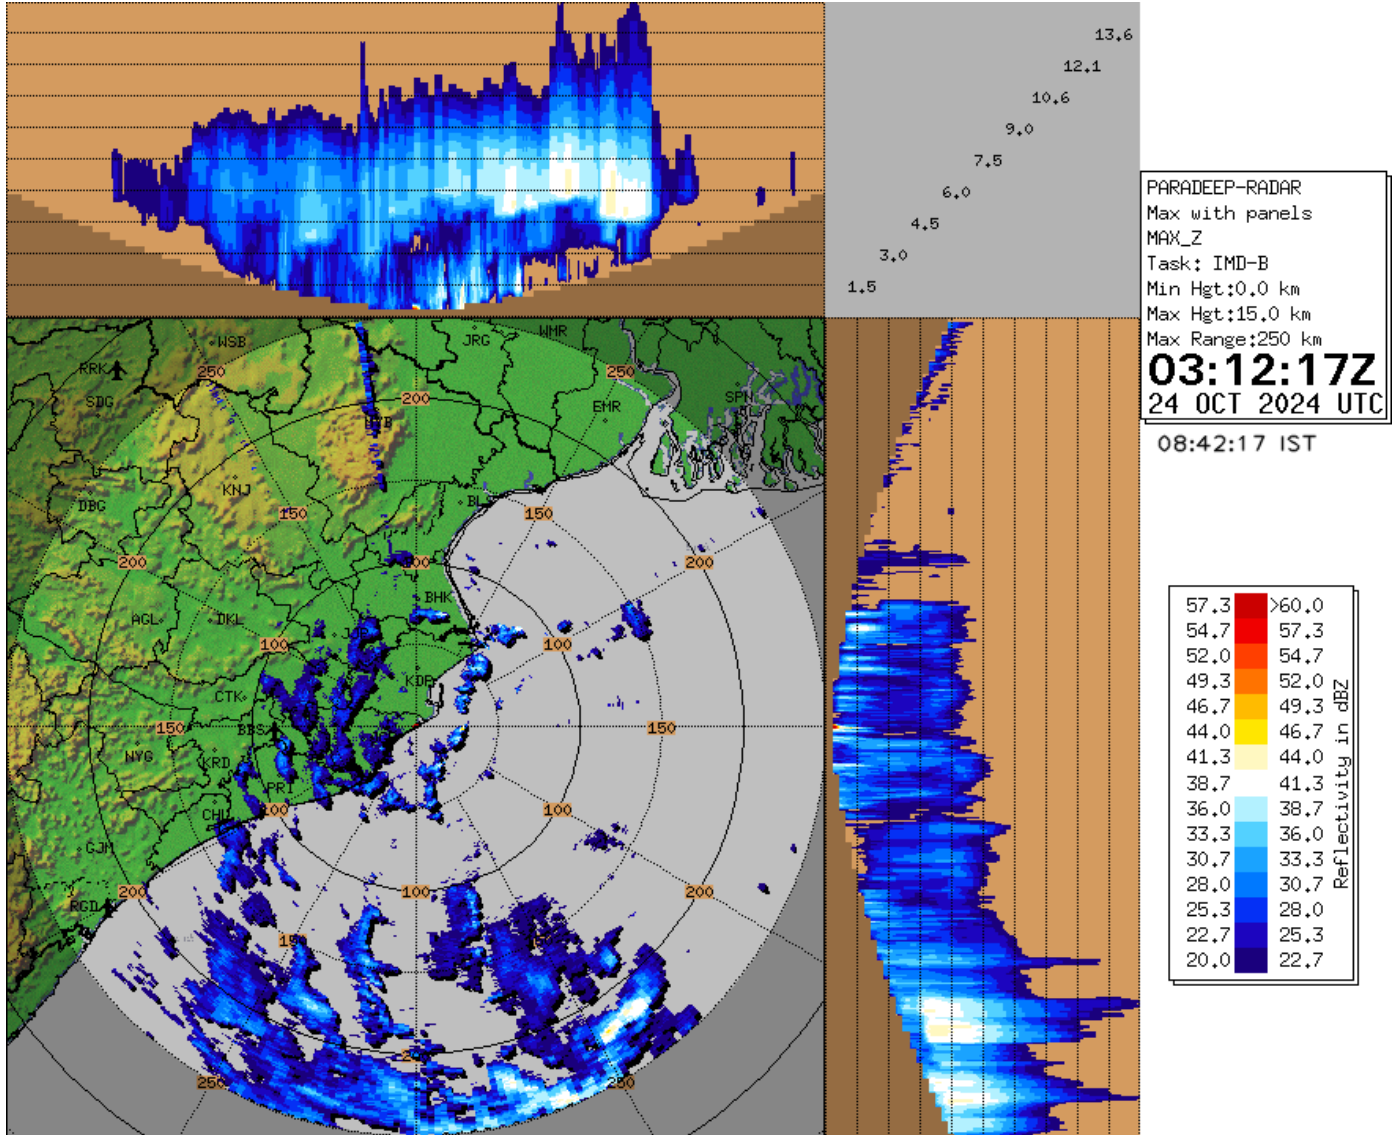 13.6
12.1
10.6
9.0
7.5
6.0
4.5
3.0
1.5
PARADEEP-RADAR
Max with panels
MAX_Z
Task: IMD-B
Min Hgt:0.0 km
Max Hgt:15.0 km
Max Range:250 km
03:12:17Z
24 OCT 2024 UTC
08:42:17 IST
WSB
WMR
JRG
RRK
250
250
SDG
200
EMR
SPN
KNJ
DBG
150
150
200
100
200
BHK
AGL
DKL
100
100
CTK
KDP
150
BBS
150
NYG
KRD
PRI
100
100
CHL
GJM
200
100
200
RGD
250
250
57.3 >60.0
54.7 57.3
52.0 54.7
49.3 52.0
46.7 49.3
44.0 46.7
41.3 44.0
38.7 41.3
36.0 38.7
33.3 36.0
30.7 33.3
28.0 30.7
25.3 28.0
22.7 25.3
20.0 22.7
Reflectivity in dBZ